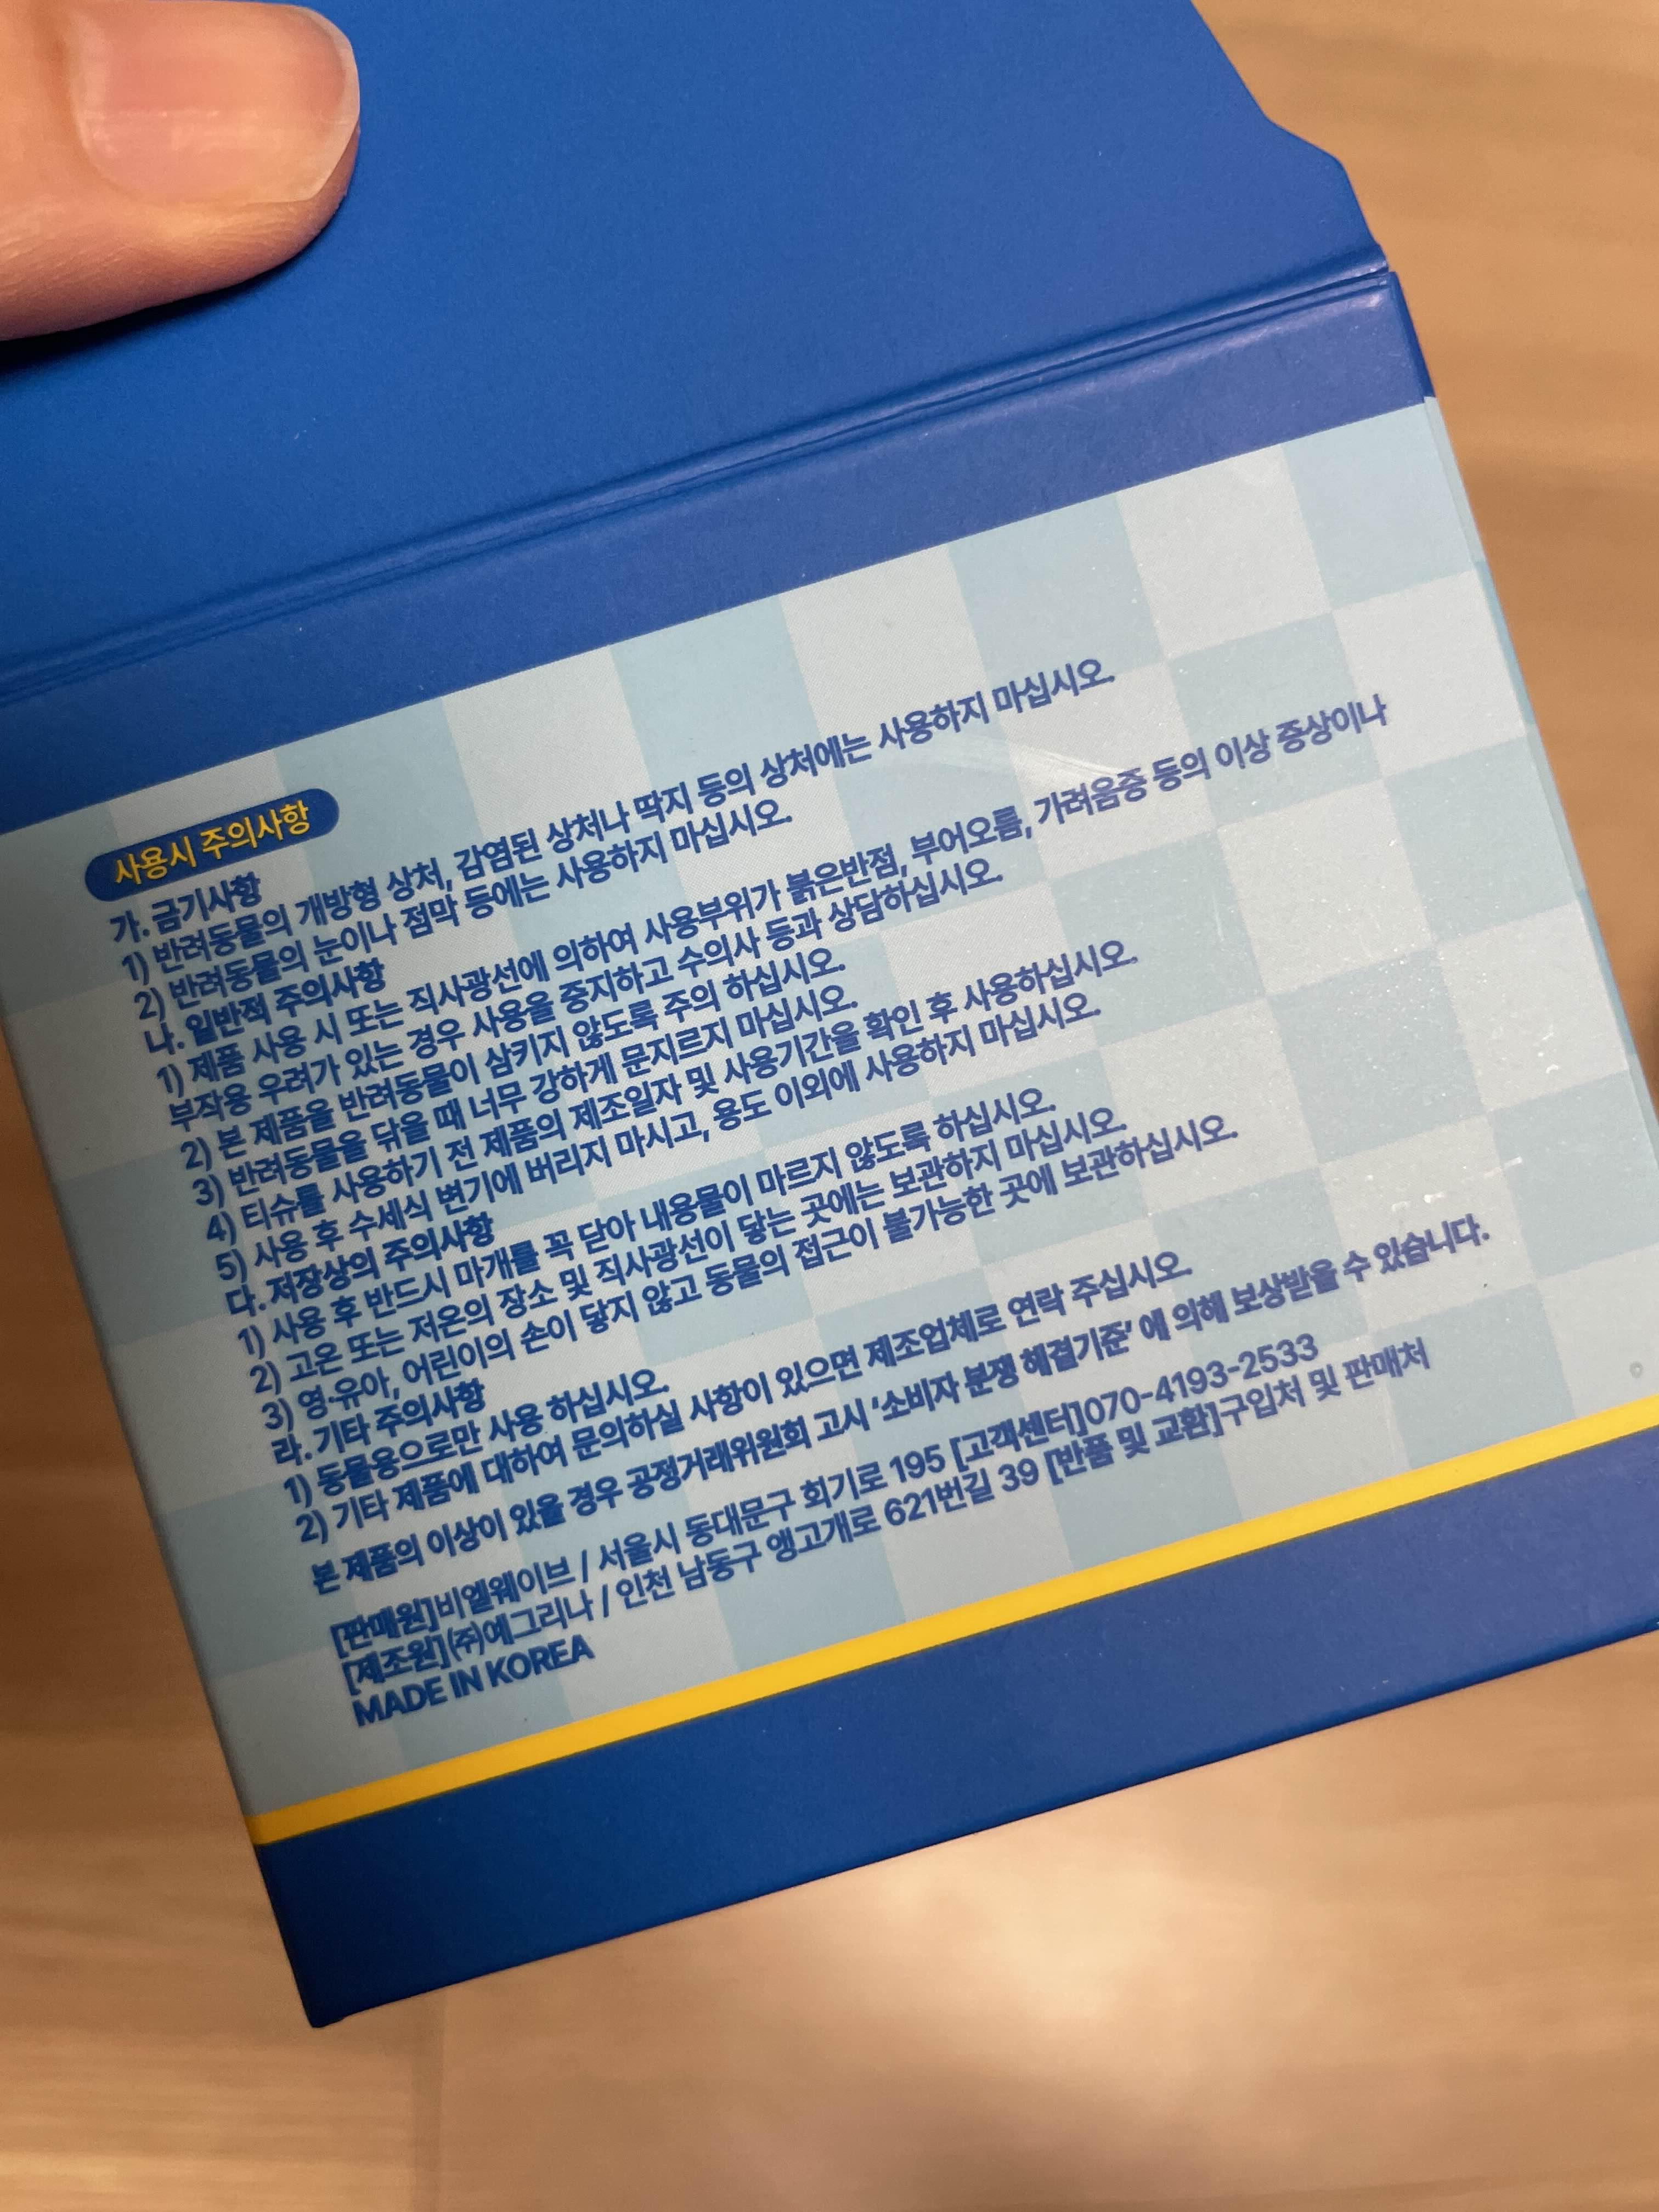 사용시 주의사항
가. 금기사항
1) 반려동물의 개방형 상처, 감염된 상처나 딱지 등의 상처에는 사용하지 마십시오.
2) 반려동물의 눈이나 점막 등에는 사용하지 마십시오.
나. 일반적 주의사항
1) 제품 사용 시 또는 직사광선에 의하여 사용부위가 붉은반점, 부어오름, 가려움증 등의 이상 증상이나
부작용 우려가 있는 경우 사용을 중지하고 수의사 등과 상담하십시오.
2) 본 제품을 반려동물이 삼키지 않도록 주의 하십시오.
3) 반려동물을 닦을 때 너무 강하게 문지르지 마십시오.
4) 티슈를 사용하기 전 제품의 제조일자 및 사용기간을 확인 후 사용하십시오.
5) 사용 후 수세식 변기에 버리지 마시고, 용도 이외에 사용하지 마십시오.
다. 저장상의 주의사항
1) 사용 후 반드시 마개를 꼭 닫아 내용물이 마르지 않도록 하십시오.
2) 고온 또는 저온의 장소 및 직사광선이 닿는 곳에는 보관하지 마십시오.
3) 영·유아, 어린이의 손이 닿지 않고 동물의 접근이 불가능한 곳에 보관하십시오.
라. 기타 주의사항
1) 동물용으로만 사용 하십시오.
2) 기타 제품에 대하여 문의하실 사항이 있으면 제조업체로 연락 주십시오.
본 제품의 이상이 있을 경우 공정거래위원회 고시 ‘소비자 분쟁 해결기준’ 에 의해 보상받을 수 있습니다.
[판매원]비엘웨이브 / 서울시 동대문구 회기로 195 [고객센터]070-4193-2533
[제조원](주)예그리나 / 인천 남동구 앵고개로 621번길 39 [반품 및 교환]구입처 및 판매처
MADE IN KOREA